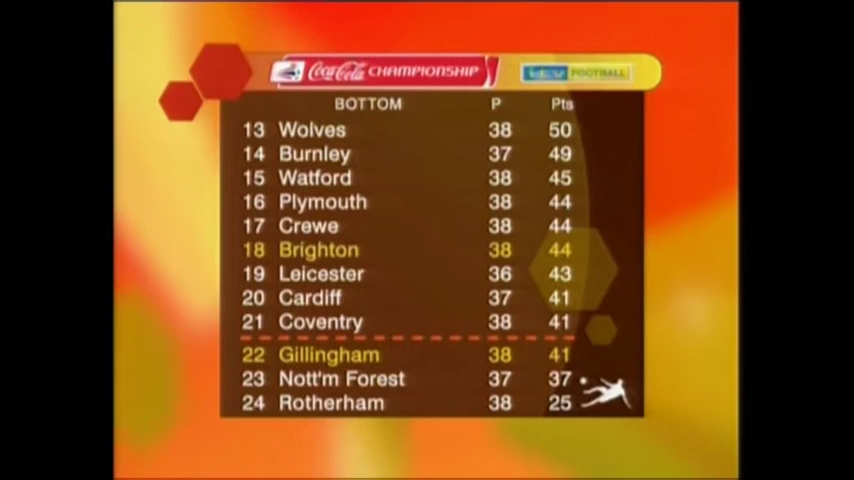 Coca-Cola CHAMPIONSHIP itv FOOTBALL
BOTTOM P Pts
13 Wolves 38 50
14 Burnley 37 49
15 Watford 38 45
16 Plymouth 38 44
17 Crewe 38 44
18 Brighton 38 44
19 Leicester 36 43
20 Cardiff 37 41
21 Coventry 38 41
22 Gillingham 38 41
23 Nott'm Forest 37 37
24 Rotherham 38 25